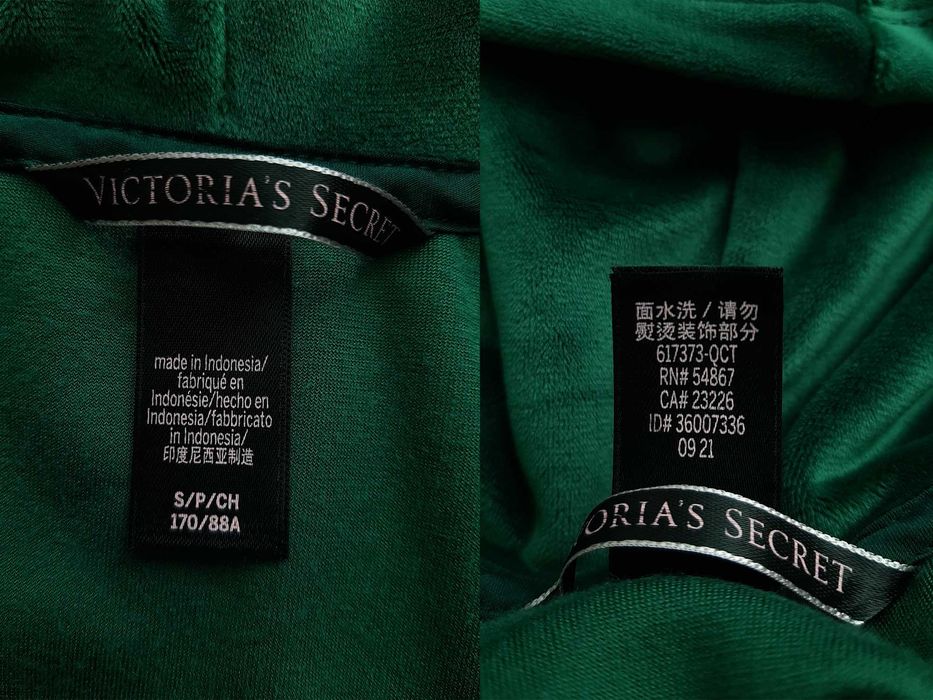 VICTORIA'S SECRET
made in Indonesia/
fabriqué en
Indonésie/hecho en
Indonesia/fabbricato
in Indonesia/
印度尼西亚制造
S/P/CH
170/88A
面水洗/请勿
熨烫装饰部分
617373-QCT
RN# 54867
CA# 23226
ID# 36007336
09 21
ORIA'S SECRET